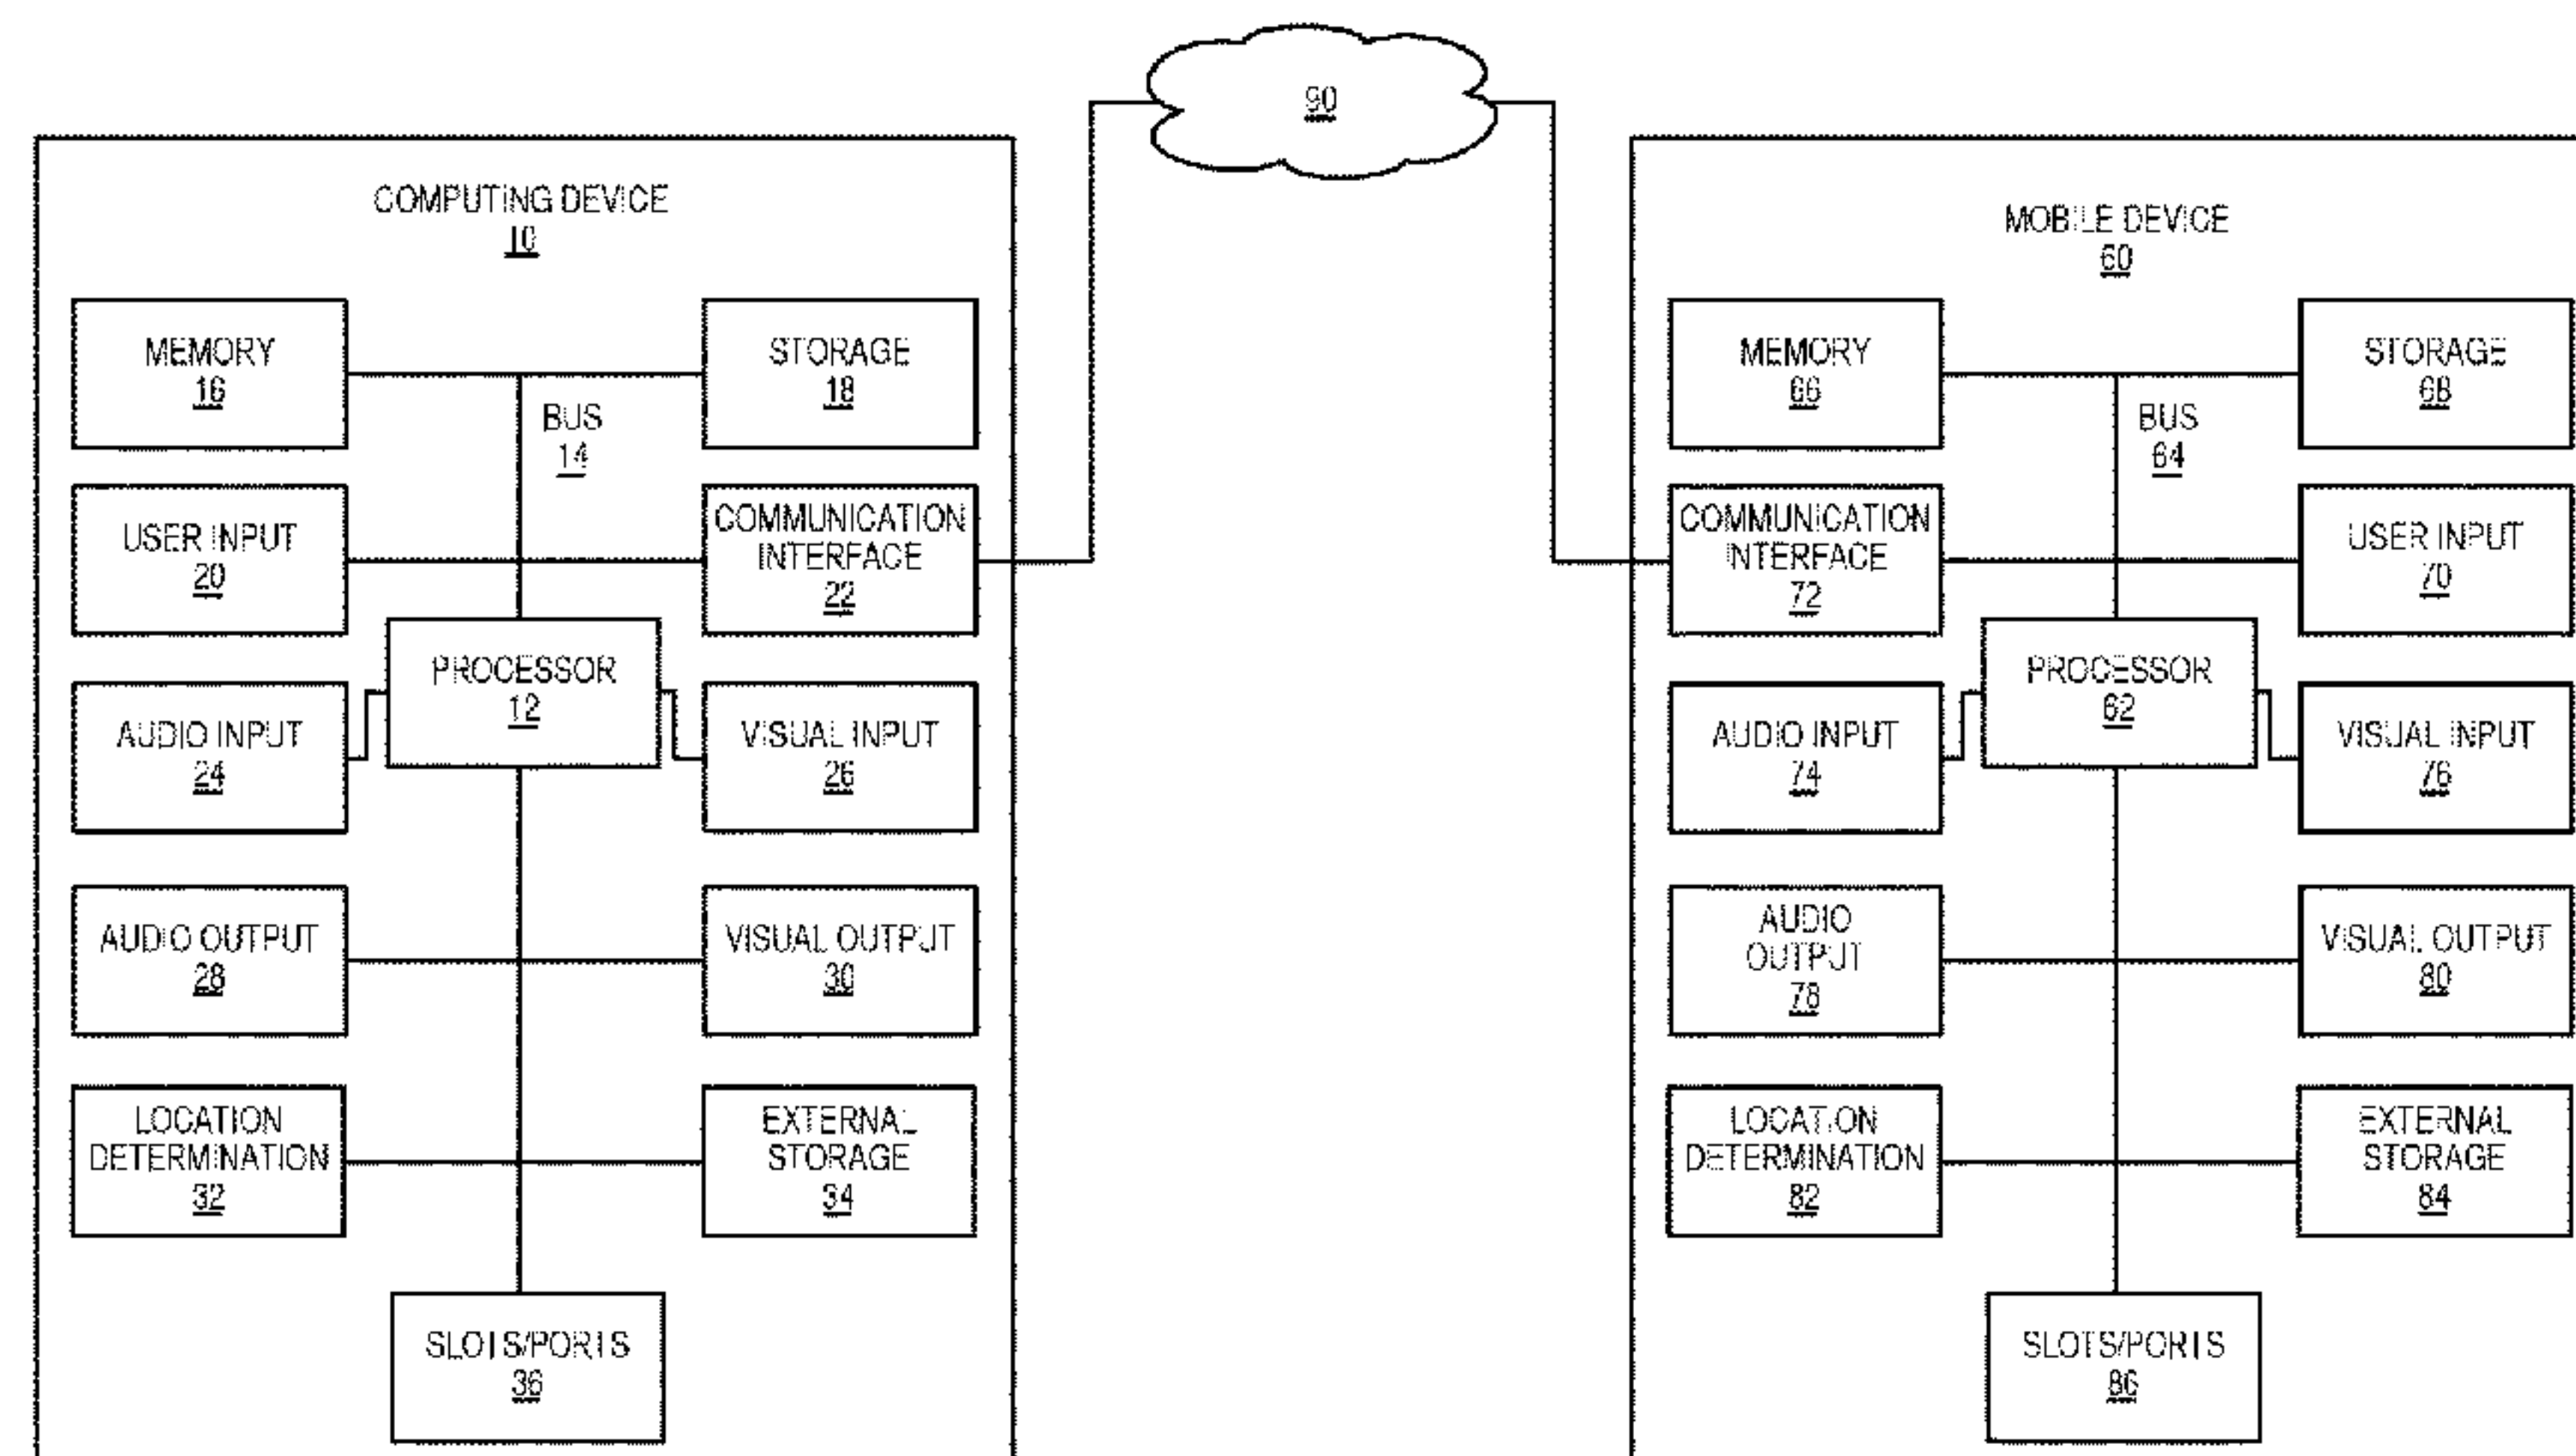 90
COMPUTING DEVICE
10
MEMORY
16
STORAGE
18
BUS
14
USER INPUT
20
COMMUNICATION
INTERFACE
22
PROCESSOR
12
AUDIO INPUT
24
VISUAL INPUT
26
AUDIO OUTPUT
28
VISUAL OUTPUT
30
LOCATION
DETERMINATION
32
EXTERNAL
STORAGE
34
SLOTS/PORTS
36
MOBILE DEVICE
60
MEMORY
66
STORAGE
68
BUS
64
COMMUNICATION
INTERFACE
72
USER INPUT
70
PROCESSOR
62
AUDIO INPUT
74
VISUAL INPUT
76
AUDIO
OUTPUT
78
VISUAL OUTPUT
80
LOCATION
DETERMINATION
82
EXTERNAL
STORAGE
84
SLOTS/PORTS
86